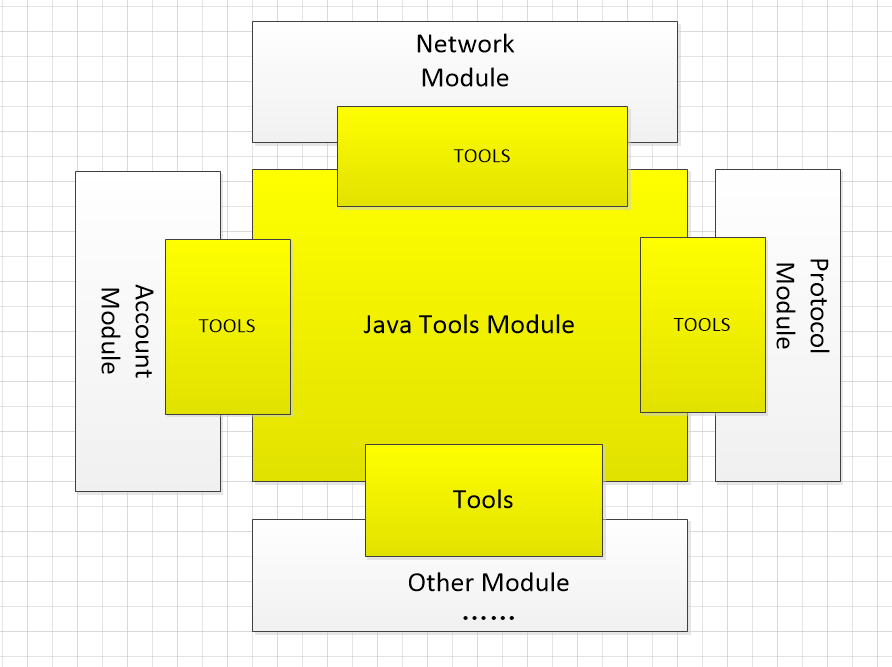 Network
Module
TOOLS
Account
Module
TOOLS
Java Tools Module
TOOLS
Protocol
Module
Tools
Other Module
……